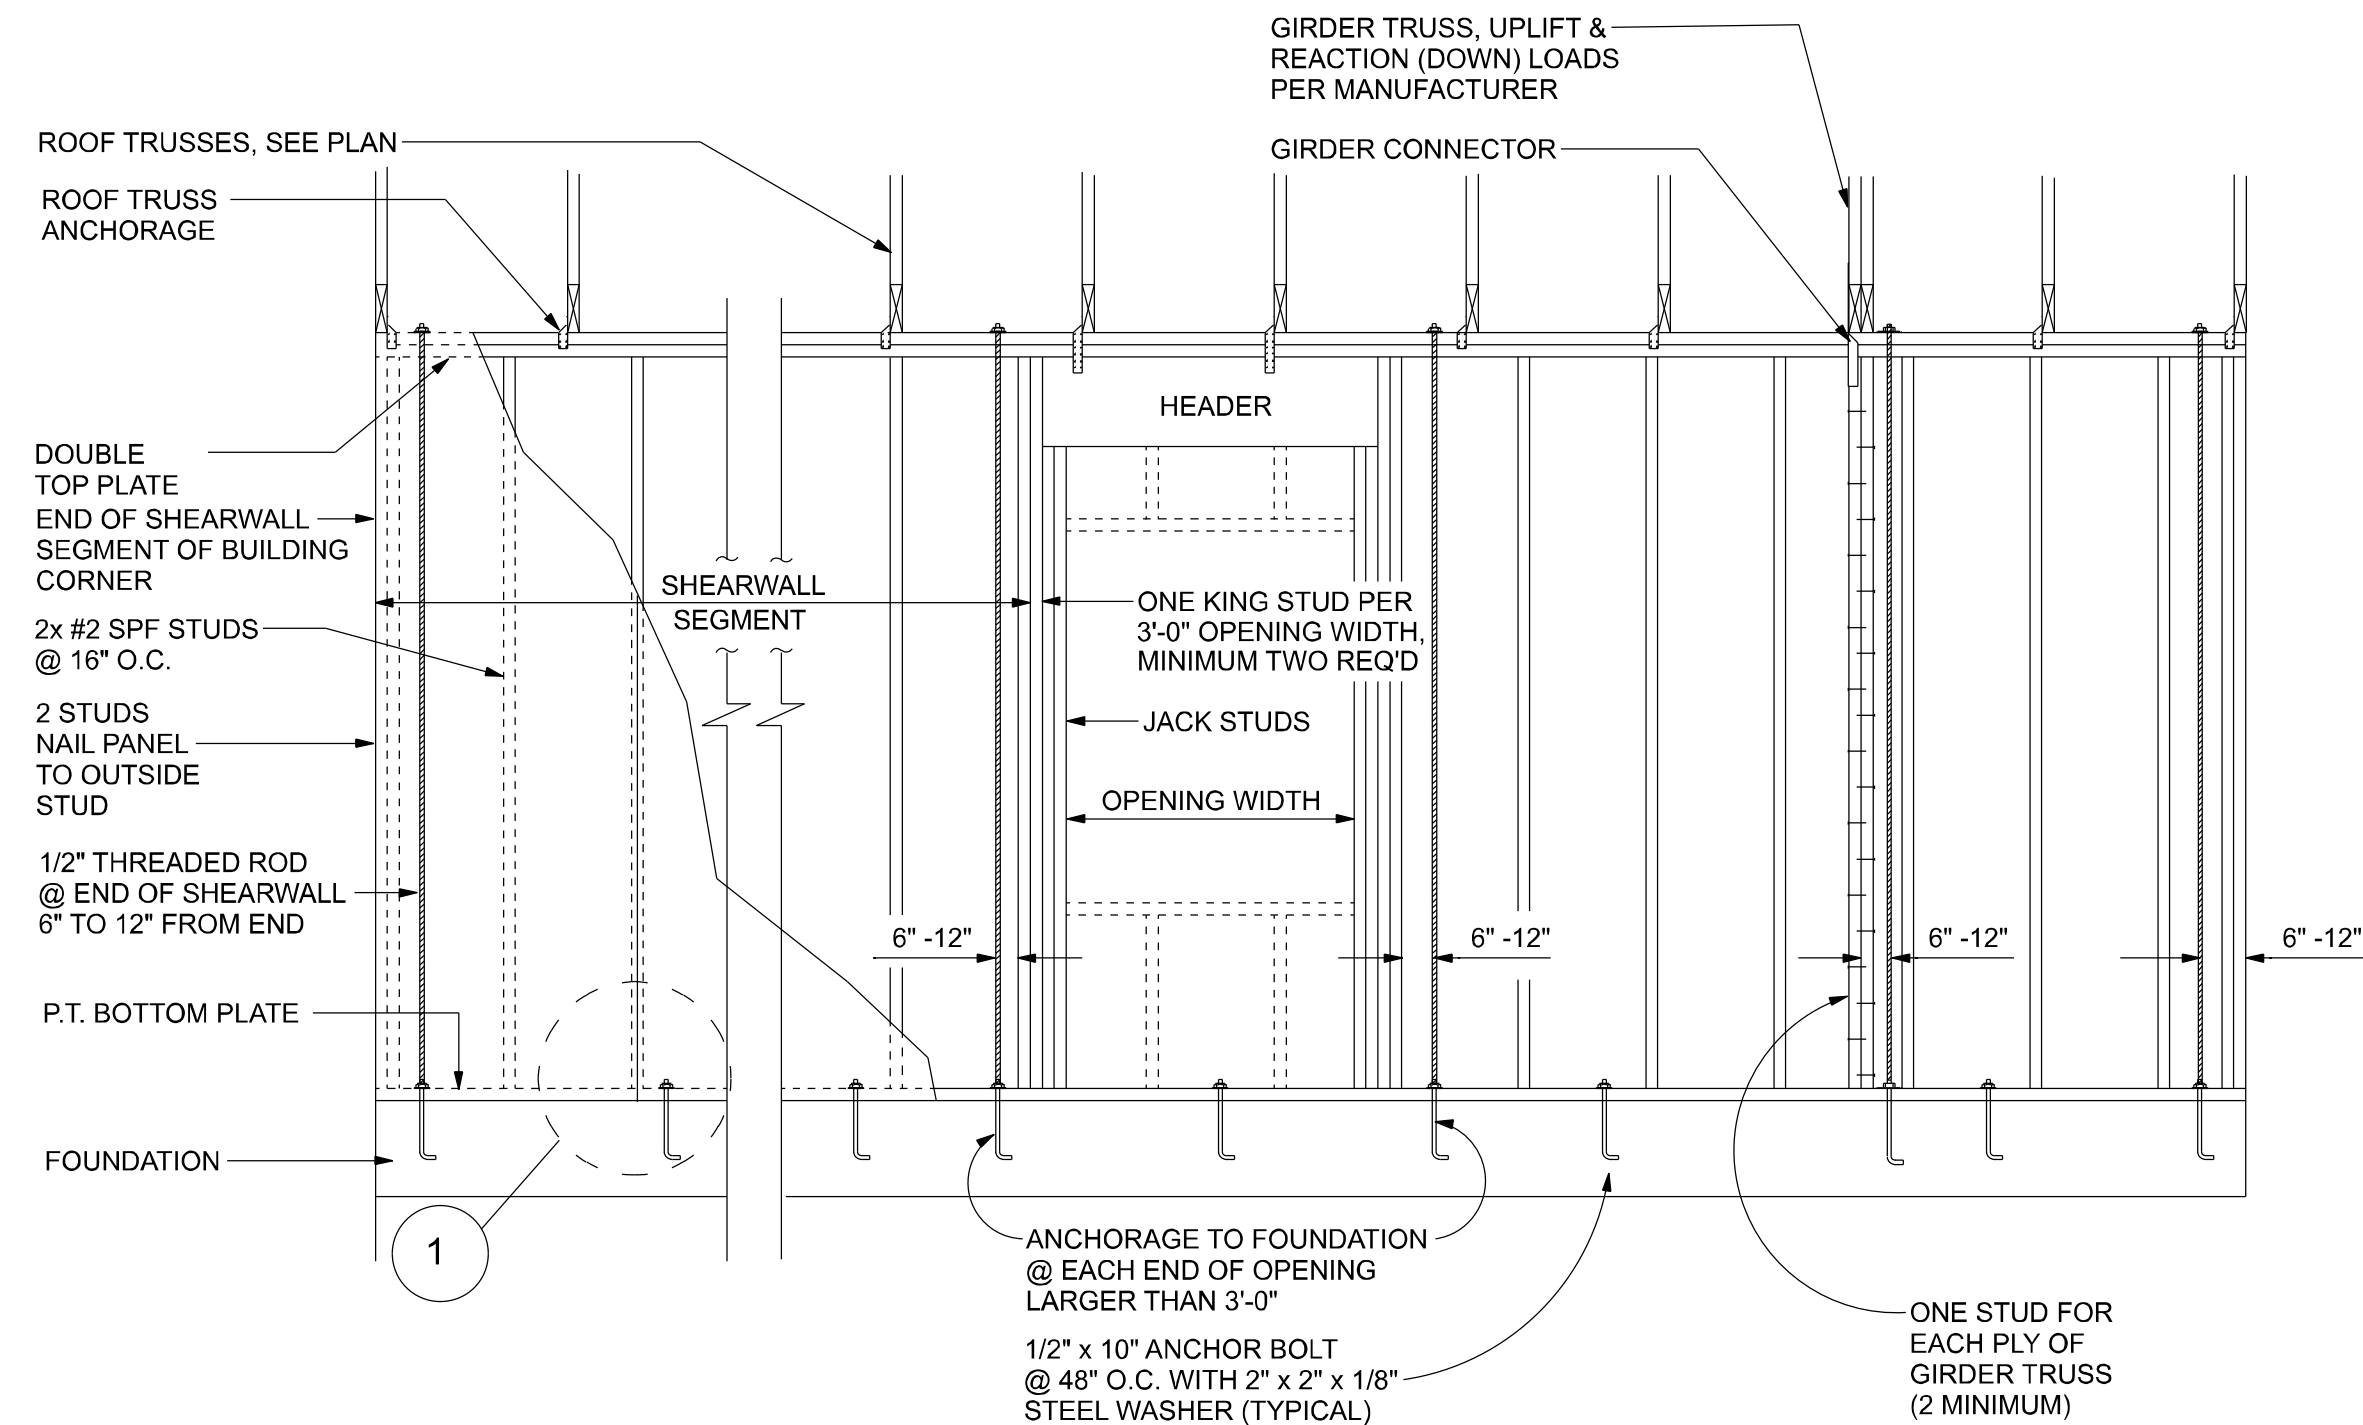 GIRDER TRUSS, UPLIFT &
REACTION (DOWN) LOADS
PER MANUFACTURER
ROOF TRUSSES, SEE PLAN
GIRDER CONNECTOR
ROOF TRUSS
ANCHORAGE
HEADER
DOUBLE
TOP PLATE
END OF SHEARWALL
SEGMENT OF BUILDING
CORNER
SHEARWALL
SEGMENT
ONE KING STUD PER
3'-0" OPENING WIDTH,
MINIMUM TWO REQ'D
2x #2 SPF STUDS
@ 16" O.C.
2 STUDS
NAIL PANEL
TO OUTSIDE
STUD
JACK STUDS
OPENING WIDTH
1/2" THREADED ROD
@ END OF SHEARWALL
6" TO 12" FROM END
6" -12"
6" -12"
6" -12"
6" -12"
P.T. BOTTOM PLATE
FOUNDATION
1
ANCHORAGE TO FOUNDATION
@ EACH END OF OPENING
LARGER THAN 3'-0"
1/2" x 10" ANCHOR BOLT
@ 48" O.C. WITH 2" x 2" x 1/8"
STEEL WASHER (TYPICAL)
ONE STUD FOR
EACH PLY OF
GIRDER TRUSS
(2 MINIMUM)